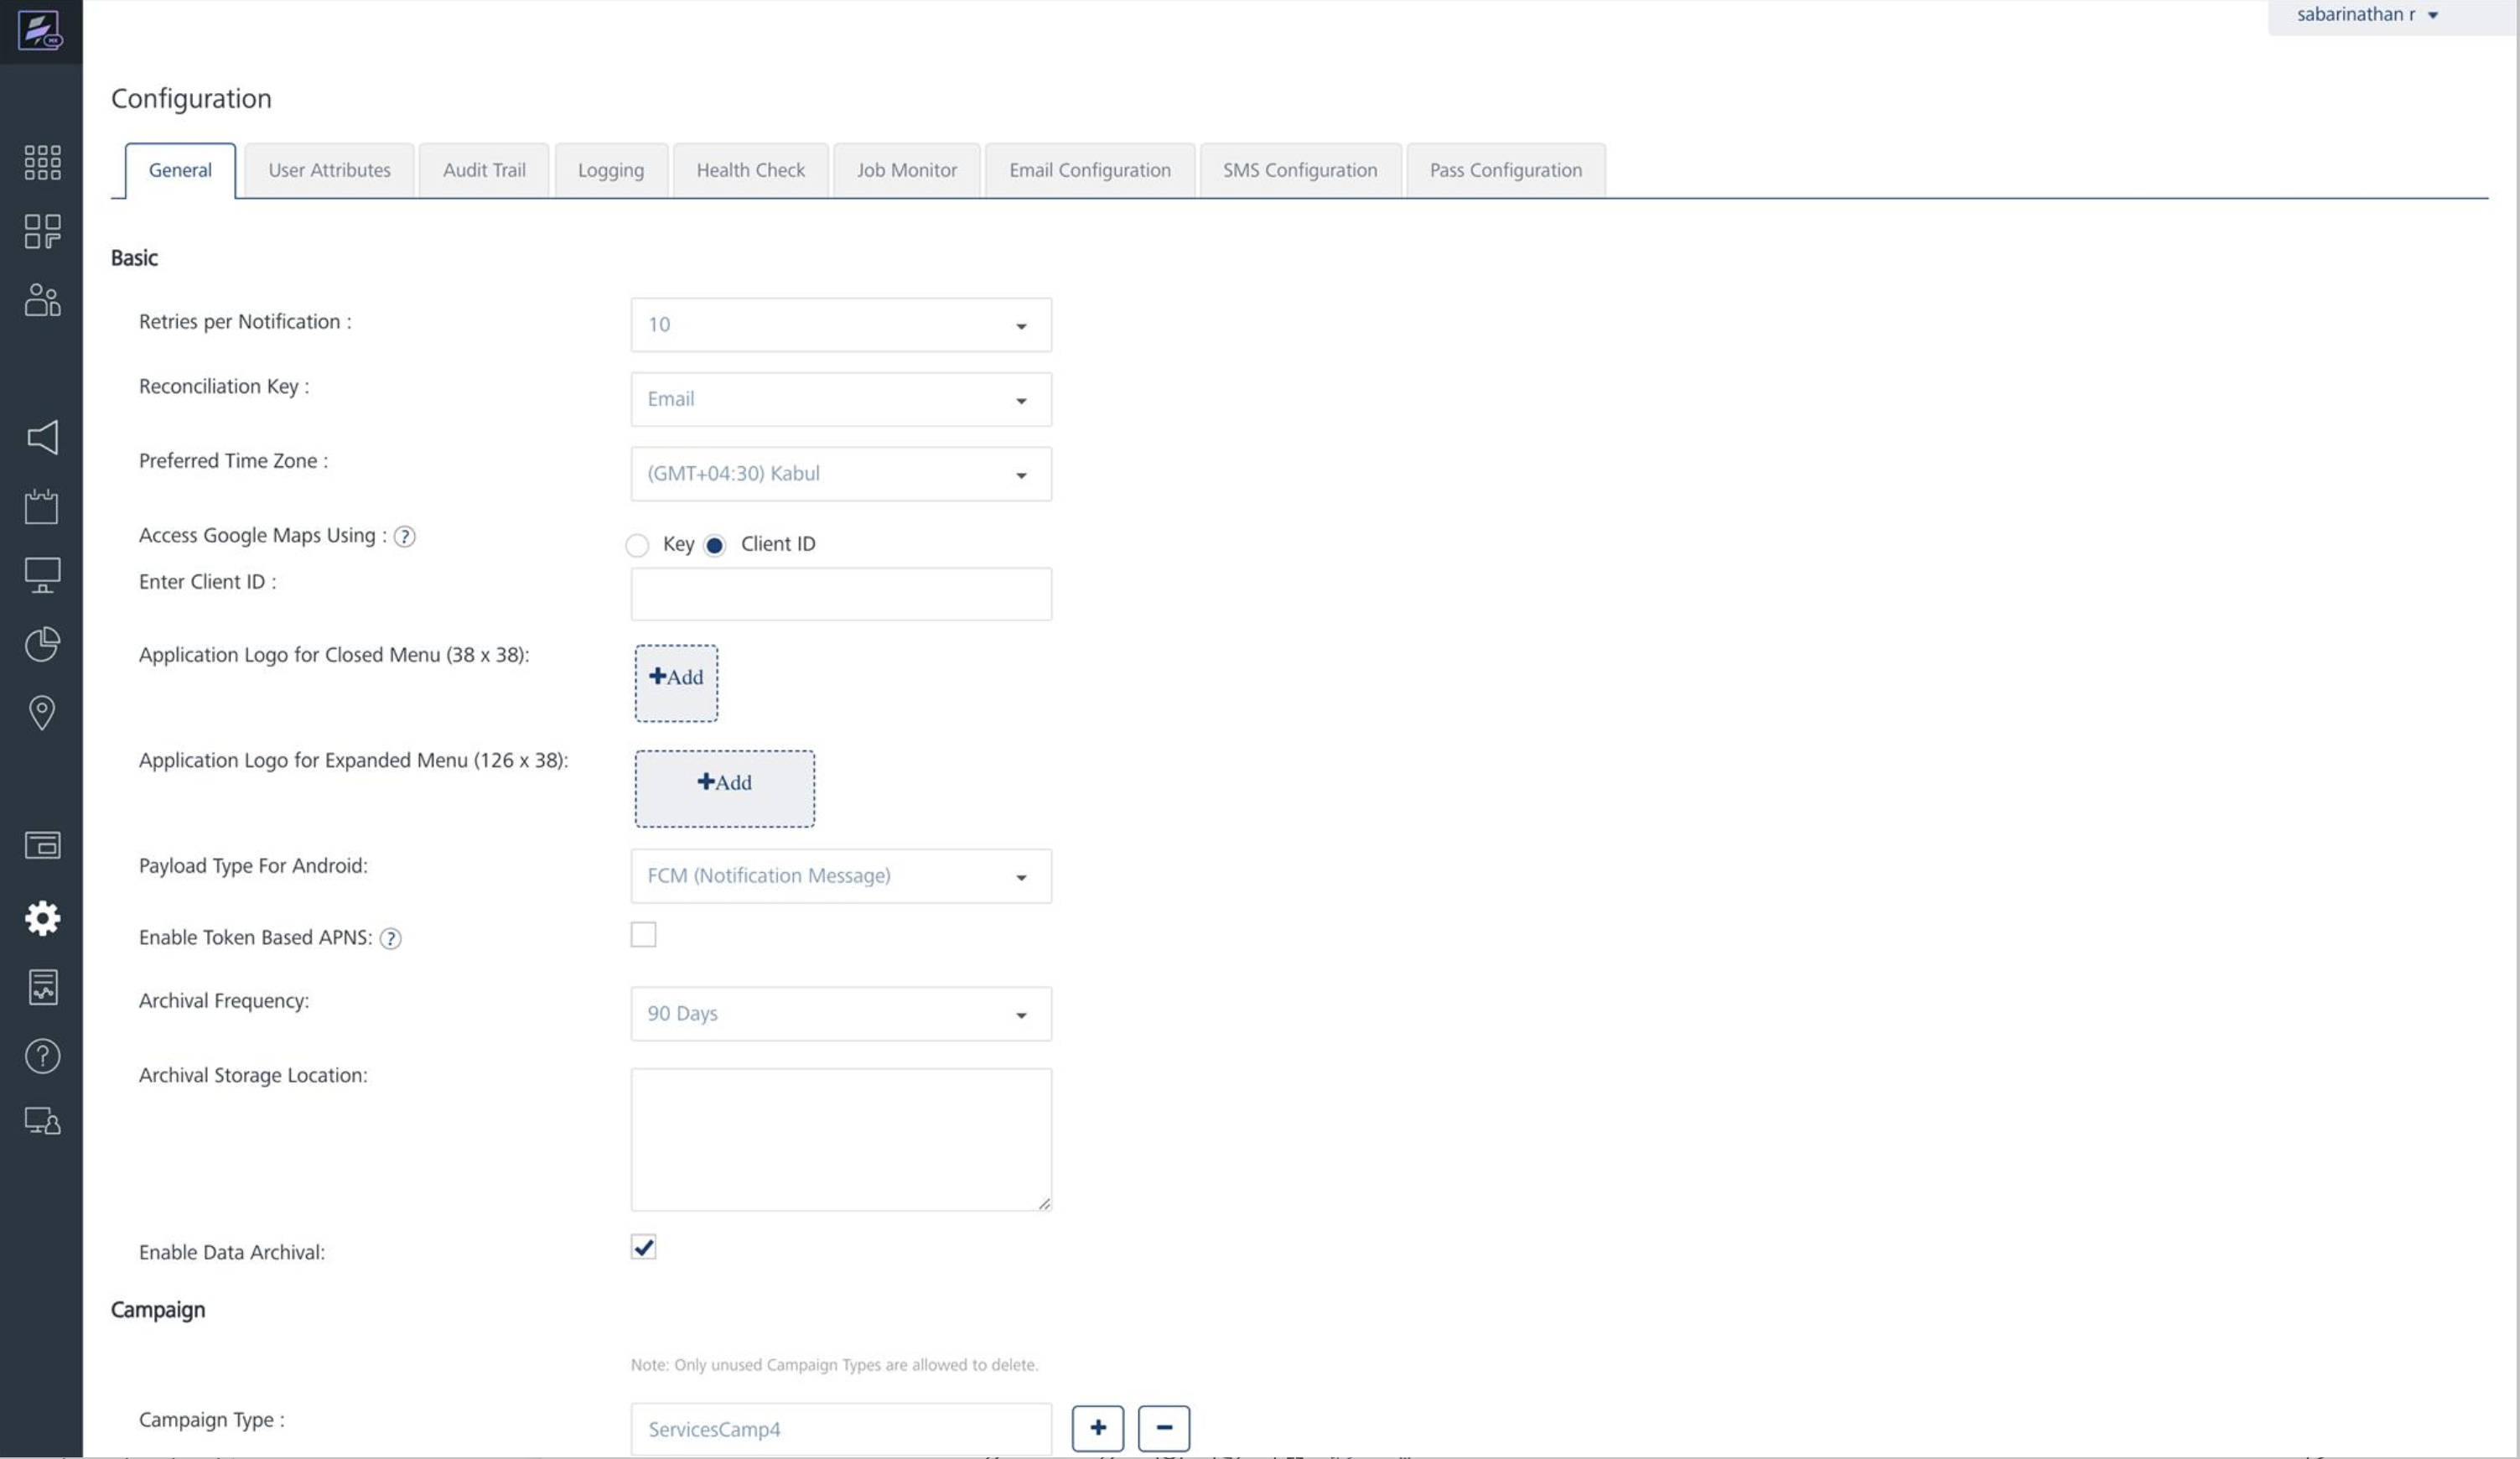 sabarinathan r
Configuration
General User Attributes Audit Trail Logging Health Check Job Monitor Email Configuration SMS Configuration Pass Configuration
Basic
Retries per Notification : 10
Reconciliation Key : Email
Preferred Time Zone : (GMT+04:30) Kabul
Access Google Maps Using : ? Key Client ID
Enter Client ID :
Application Logo for Closed Menu (38 x 38): +Add
Application Logo for Expanded Menu (126 x 38): +Add
Payload Type For Android: FCM (Notification Message)
Enable Token Based APNS: ?
Archival Frequency: 90 Days
Archival Storage Location:
Enable Data Archival:
Campaign
Note: Only unused Campaign Types are allowed to delete.
Campaign Type : ServicesCamp4 + −